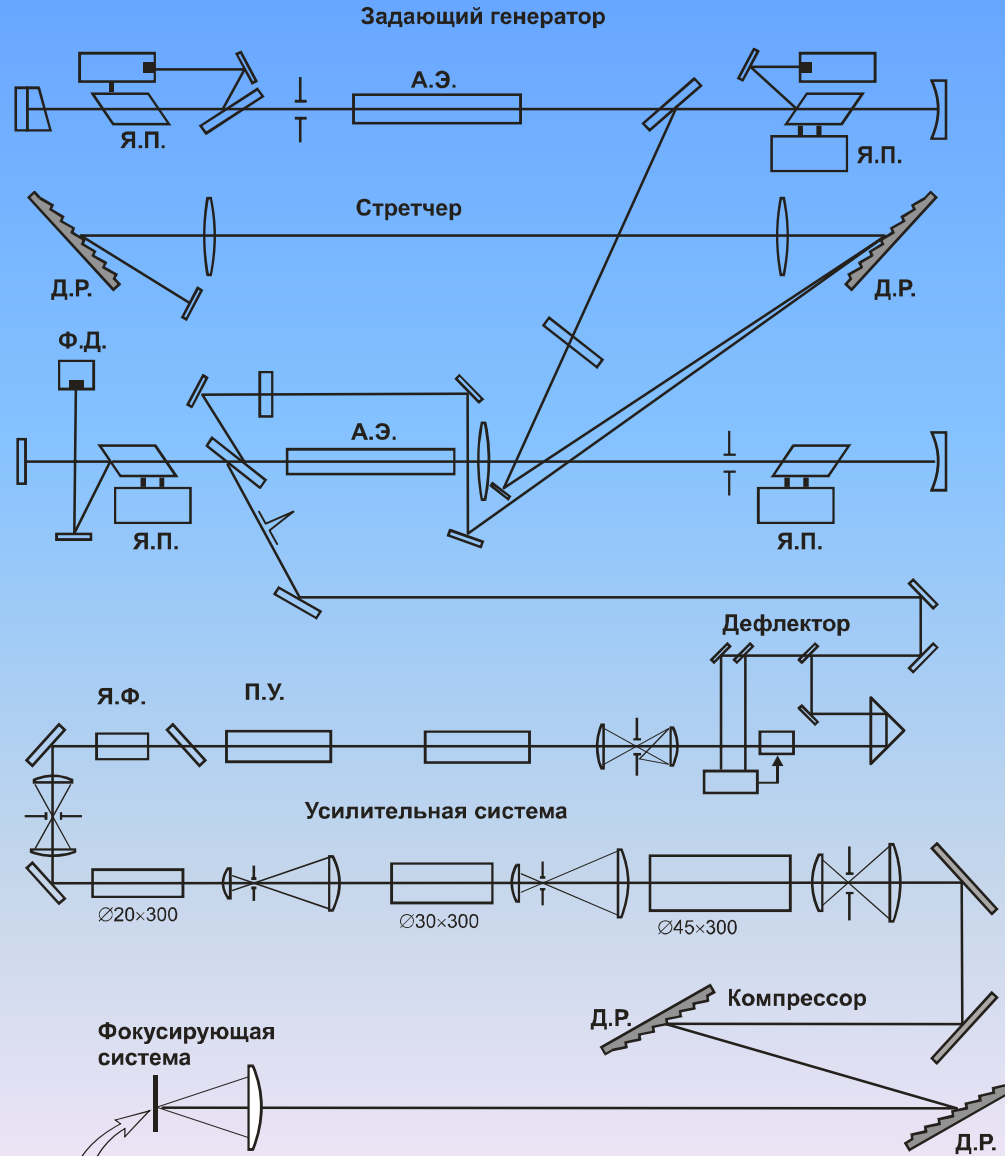 Задающий генератор
А.Э.
Я.П.
Я.П.
Стретчер
Д.Р.
Д.Р.
Ф.Д.
А.Э.
Я.П.
Я.П.
Дефлектор
Я.Ф.
П.У.
Усилительная система
∅20×300
∅30×300
∅45×300
Компрессор
Д.Р.
Фокусирующая
система
Д.Р.